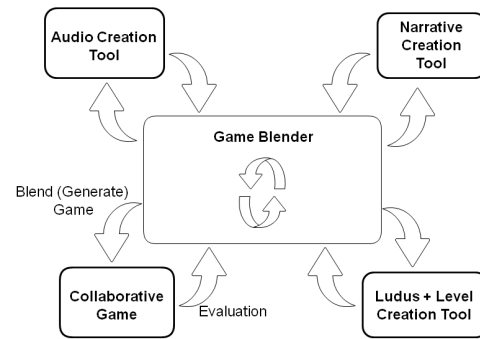 Audio Creation
Tool
Narrative
Creation
Tool
Game Blender
Blend (Generate)
Game
Collaborative
Game
Evaluation
Ludus + Level
Creation Tool